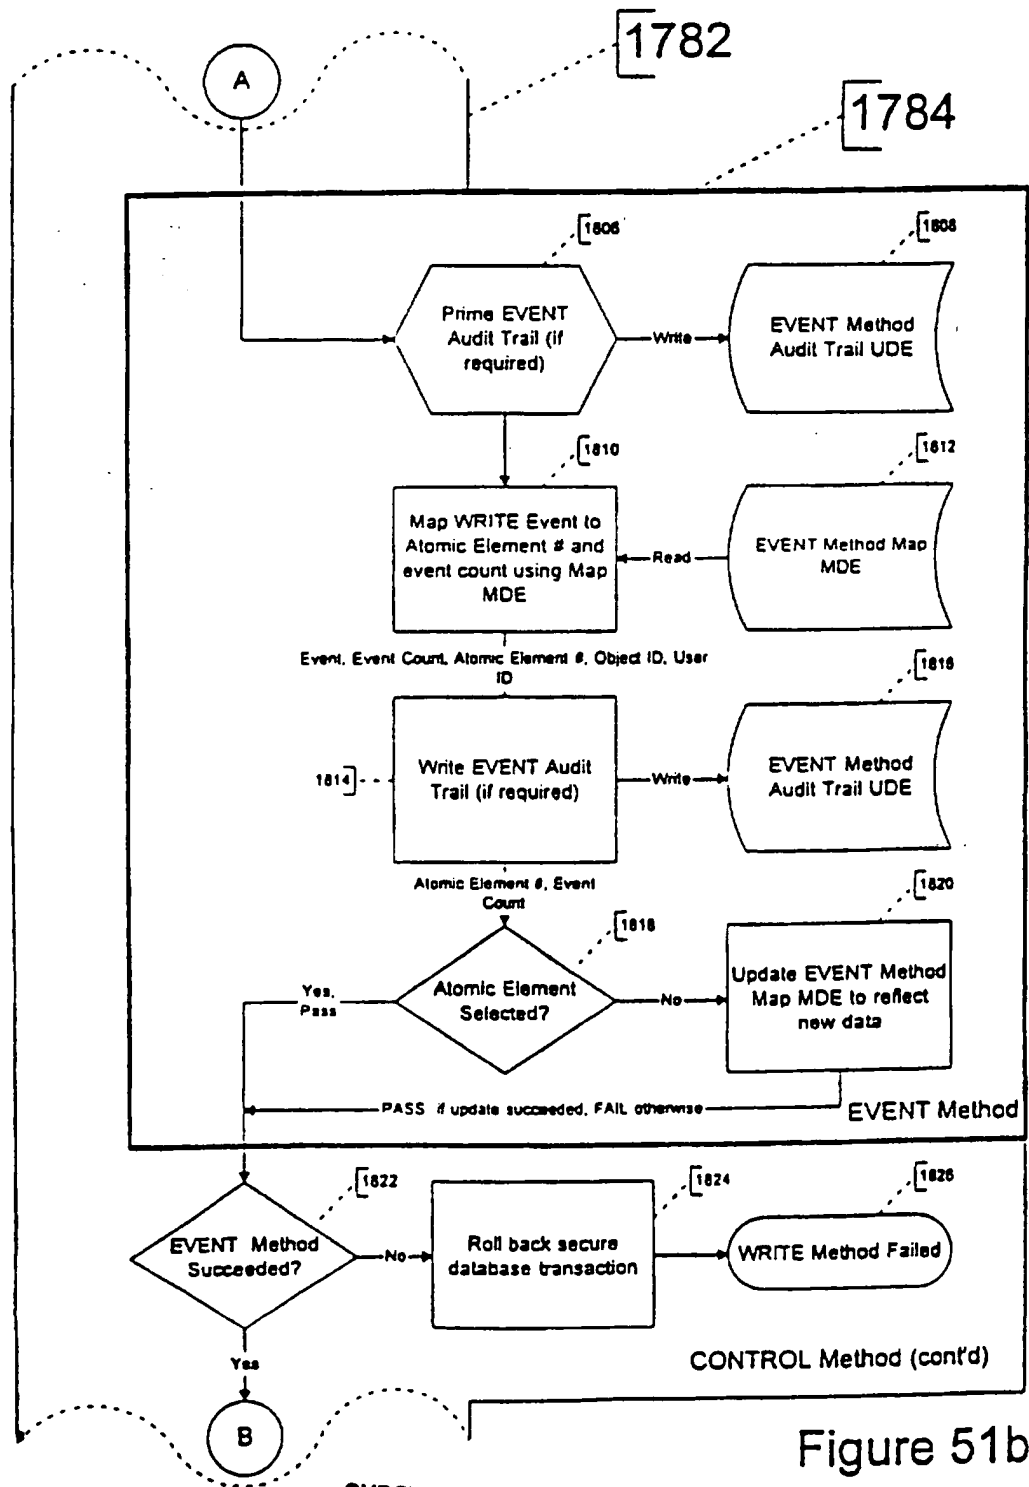 1782
A
1784
1806
1808
Prime EVENT
Audit Trail (if
required)
Write
EVENT Method
Audit Trail UDE
1810
1812
Map WRITE Event to
Atomic Element # and
event count using Map
MDE
Read
EVENT Method Map
MDE
Event, Event Count, Atomic Element #, Object ID, User
ID
1816
1814
Write EVENT Audit
Trail (if required)
Write
EVENT Method
Audit Trail UDE
Atomic Element #, Event
Count
1818
1820
Yes,
Pass
Atomic Element
Selected?
No
Update EVENT Method
Map MDE to reflect
new data
PASS if update succeeded, FAIL otherwise
EVENT Method
1822
1824
1826
EVENT Method
Succeeded?
No
Roll back secure
database transaction
WRITE Method Failed
Yes
CONTROL Method (cont'd)
B
Figure 51b